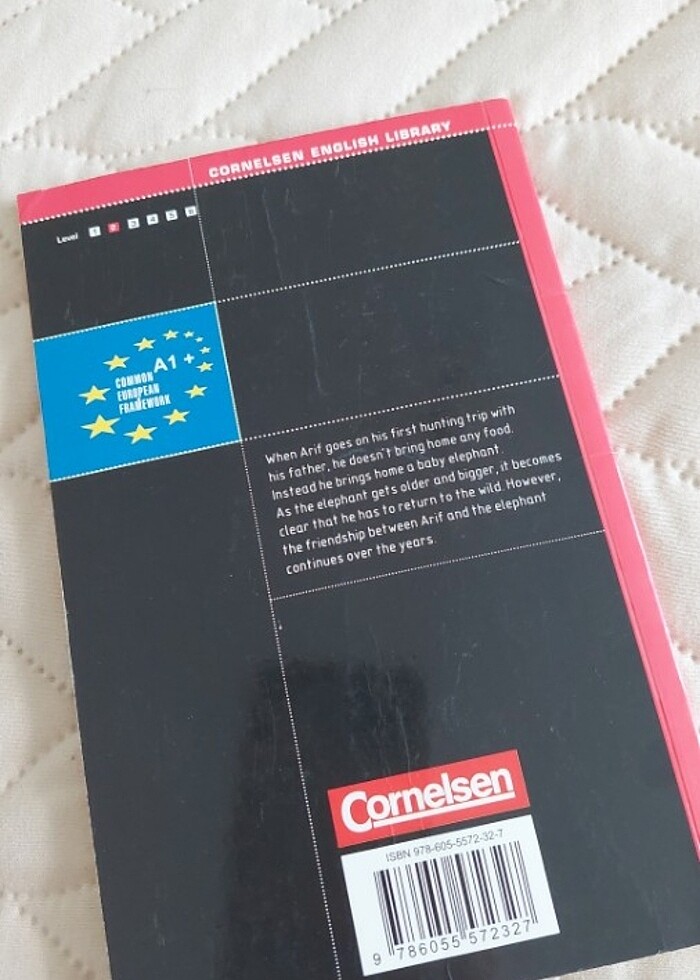 CORNELSEN ENGLISH LIBRARY
Level 1 2 3 4 5 6
A1 +
COMMON
EUROPEAN
FRAMEWORK
When Arif goes on his first hunting trip with
his father, he doesn't bring home any food.
Instead he brings home a baby elephant.
As the elephant gets older and bigger, it becomes
clear that he has to return to the wild. However,
the friendship between Arif and the elephant
continues over the years.
Cornelsen
ISBN 978-605-5572-32-7
9 786055 572327